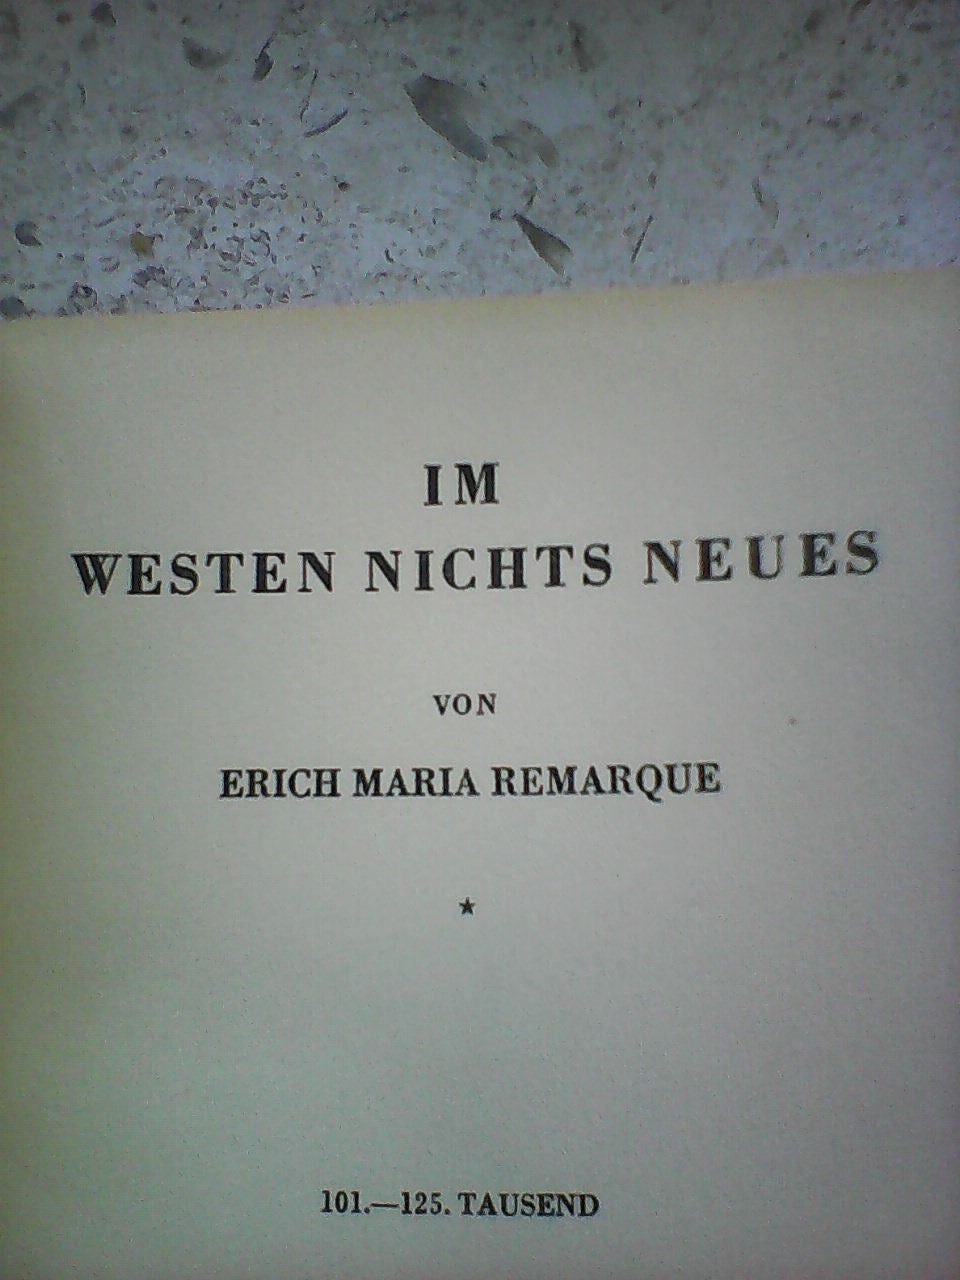 IM
WESTEN NICHTS NEUES
VON
ERICH MARIA REMARQUE
★
101.—125. TAUSEND